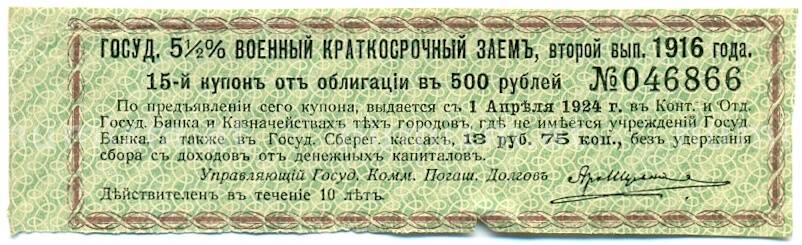 ГОСУД. 5½% ВОЕННЫЙ КРАТКОСРОЧНЫЙ ЗАЕМЪ, ВТОРОЙ ВЫП. 1916 ГОДА.
15-й купонъ отъ облигаціи въ 500 рублей №046866
По предъявленіи сего купона, выдается съ 1 Апрѣля 1924 г. въ Конт. и Отд.
Госуд. Банка и Казначействахъ тѣхъ городовъ, гдѣ не имѣется учрежденій Госуд.
Банка, а также въ Госуд. Сберег. кассахъ, 13 руб. 75 коп., безъ удержанія
сбора съ доходовъ отъ денежныхъ капиталовъ.
Управляющій Госуд. Комм. Погаш. Долговъ
Дѣйствителенъ въ теченіе 10 лѣтъ.